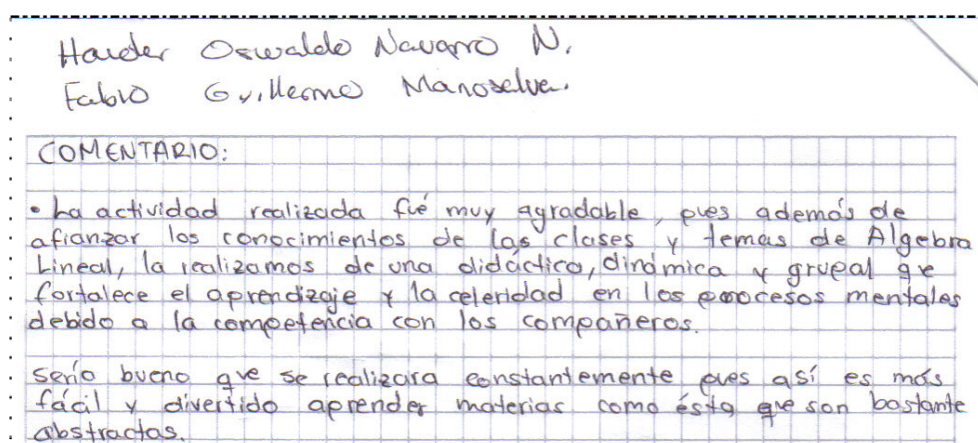 Haider Oswaldo Navarro N.
Fabio Guillermo Manoselva.
COMENTARIO:
• La actividad realizada fué muy agradable, pues además de
afianzar los conocimientos de las clases y temas de Algebra
Lineal, la realizamos de una didáctica, dinámica y grupal que
fortalece el aprendizaje y la celeridad en los procesos mentales
debido a la competencia con los compañeros.
Sería bueno que se realizara constantemente pues así es más
fácil y divertido aprender materias como ésta que son bastante
abstractas.